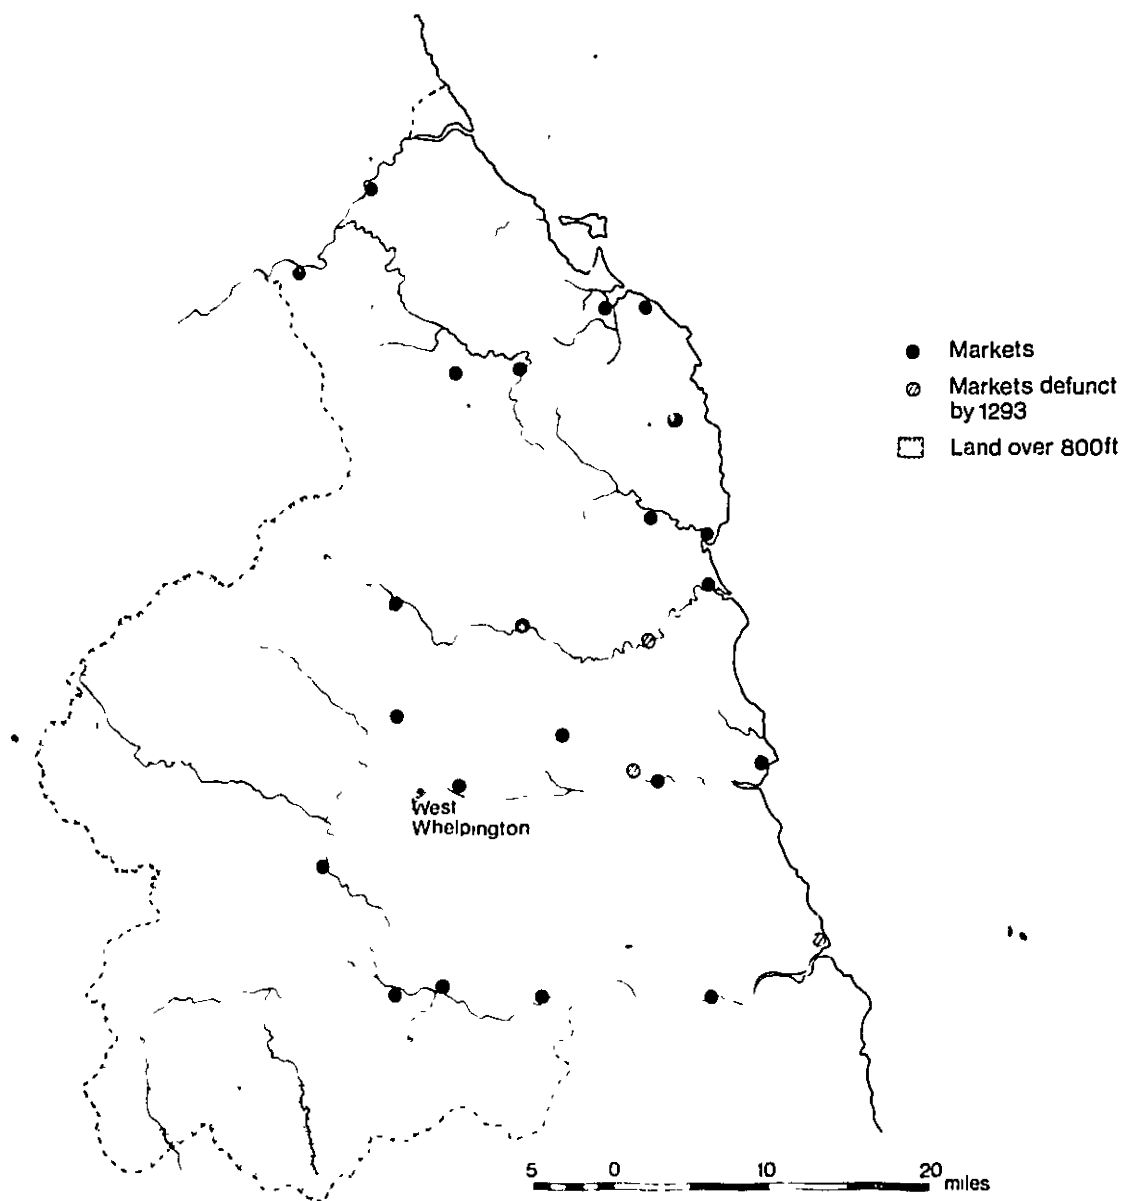 Markets
Markets defunct
by 1293
Land over 800ft
West
Whelpington
5 0 10 20 miles